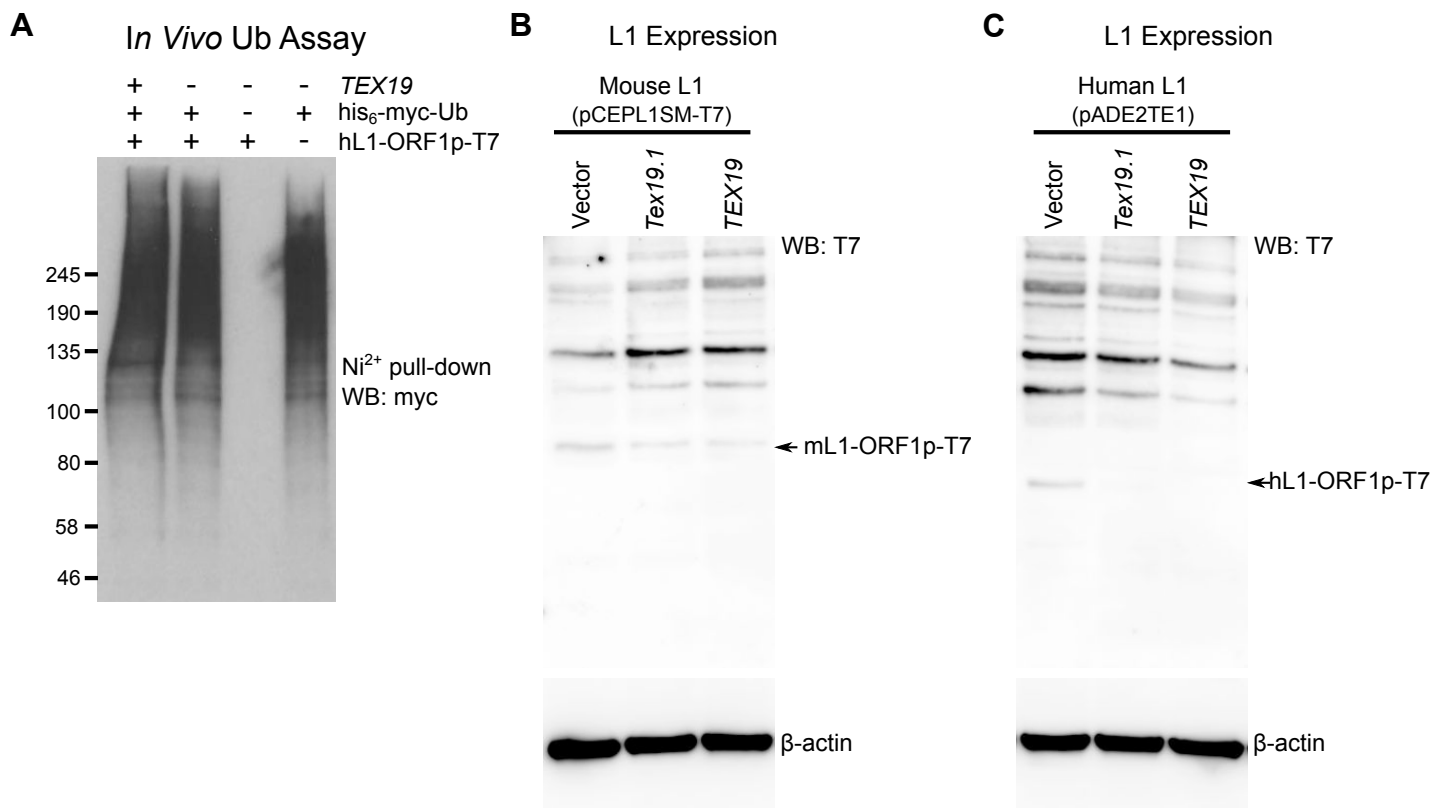 A
In Vivo Ub Assay
+ - - - TEX19
+ + - + his6-myc-Ub
+ + + - hL1-ORF1p-T7
245
190
135
100
80
58
46
Ni2+ pull-down
WB: myc
B
L1 Expression
Mouse L1
(pCEPL1SM-T7)
Vector
Tex19.1
TEX19
WB: T7
mL1-ORF1p-T7
β-actin
C
L1 Expression
Human L1
(pADE2TE1)
Vector
Tex19.1
TEX19
WB: T7
hL1-ORF1p-T7
β-actin